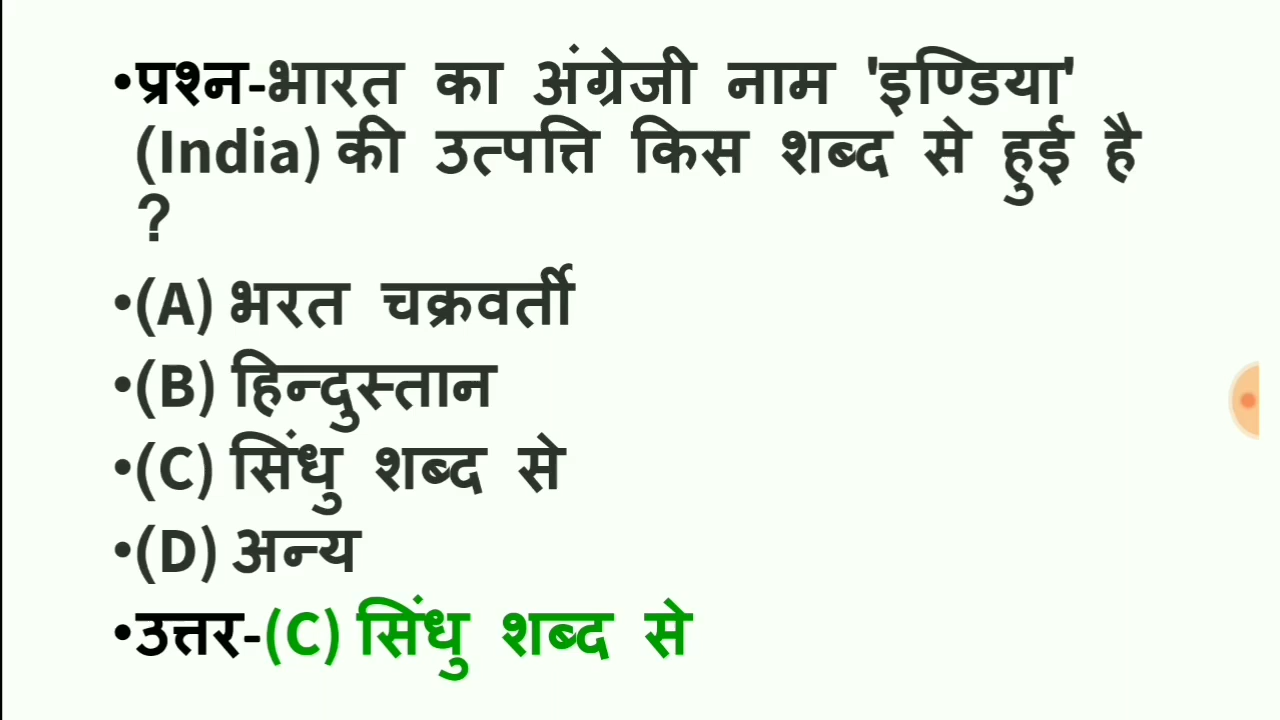 •प्रश्न-भारत का अंग्रेजी नाम 'इण्डिया'
(India) की उत्पत्ति किस शब्द से हुई है
?
•(A) भरत चक्रवर्ती
•(B) हिन्दुस्तान
•(C) सिंधु शब्द से
•(D) अन्य
•उत्तर-(C) सिंधु शब्द से